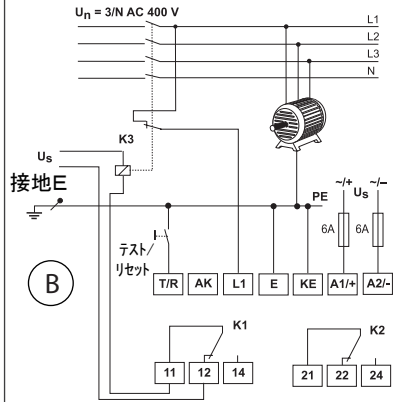 Un = 3/N AC 400 V
L1
L2
L3
N
K3
Us
接地E
PE
~/+
Us
~/–
6A
6A
テスト/
リセット
B
T/R
AK
L1
E
KE
A1/+
A2/-
K1
11
12
14
K2
21
22
24